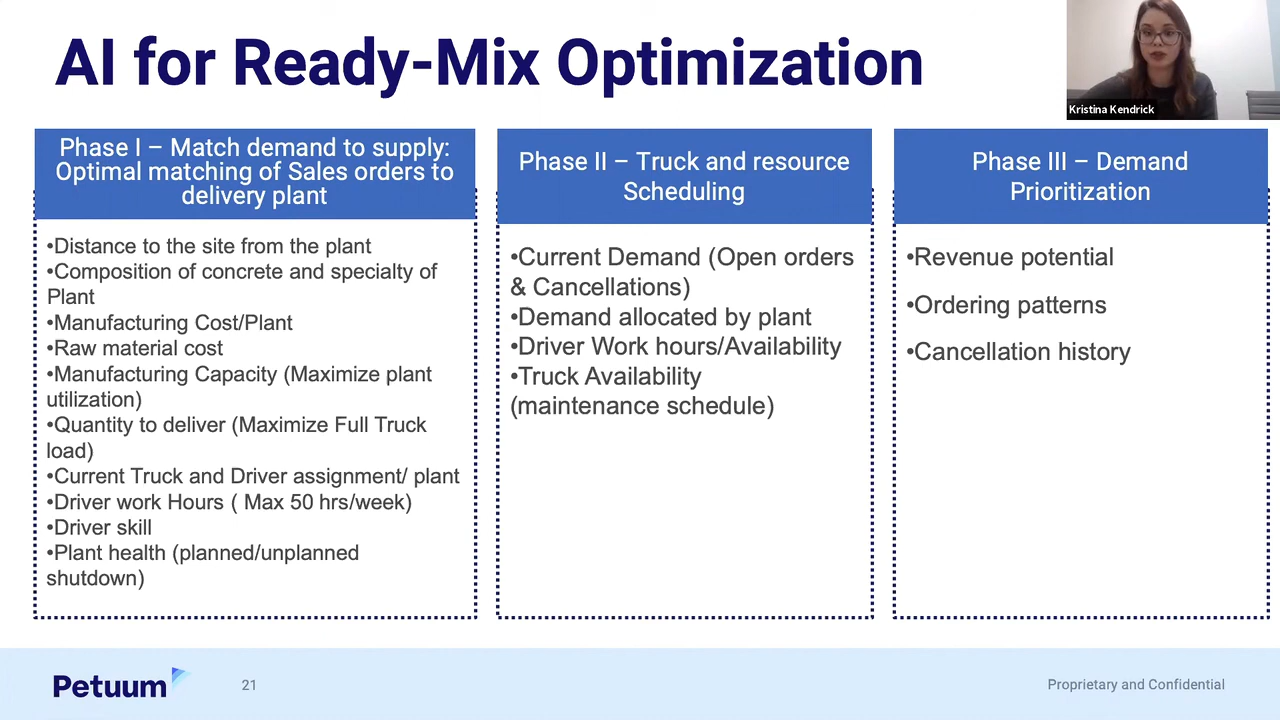 AI for Ready-Mix Optimization
Kristina Kendrick
Phase I – Match demand to supply:
Optimal matching of Sales orders to
delivery plant
•Distance to the site from the plant
•Composition of concrete and specialty of
Plant
•Manufacturing Cost/Plant
•Raw material cost
•Manufacturing Capacity (Maximize plant
utilization)
•Quantity to deliver (Maximize Full Truck
load)
•Current Truck and Driver assignment/ plant
•Driver work Hours ( Max 50 hrs/week)
•Driver skill
•Plant health (planned/unplanned
shutdown)
Phase II – Truck and resource
Scheduling
•Current Demand (Open orders
& Cancellations)
•Demand allocated by plant
•Driver Work hours/Availability
•Truck Availability
(maintenance schedule)
Phase III – Demand
Prioritization
•Revenue potential
•Ordering patterns
•Cancellation history
Petuum
21
Proprietary and Confidential